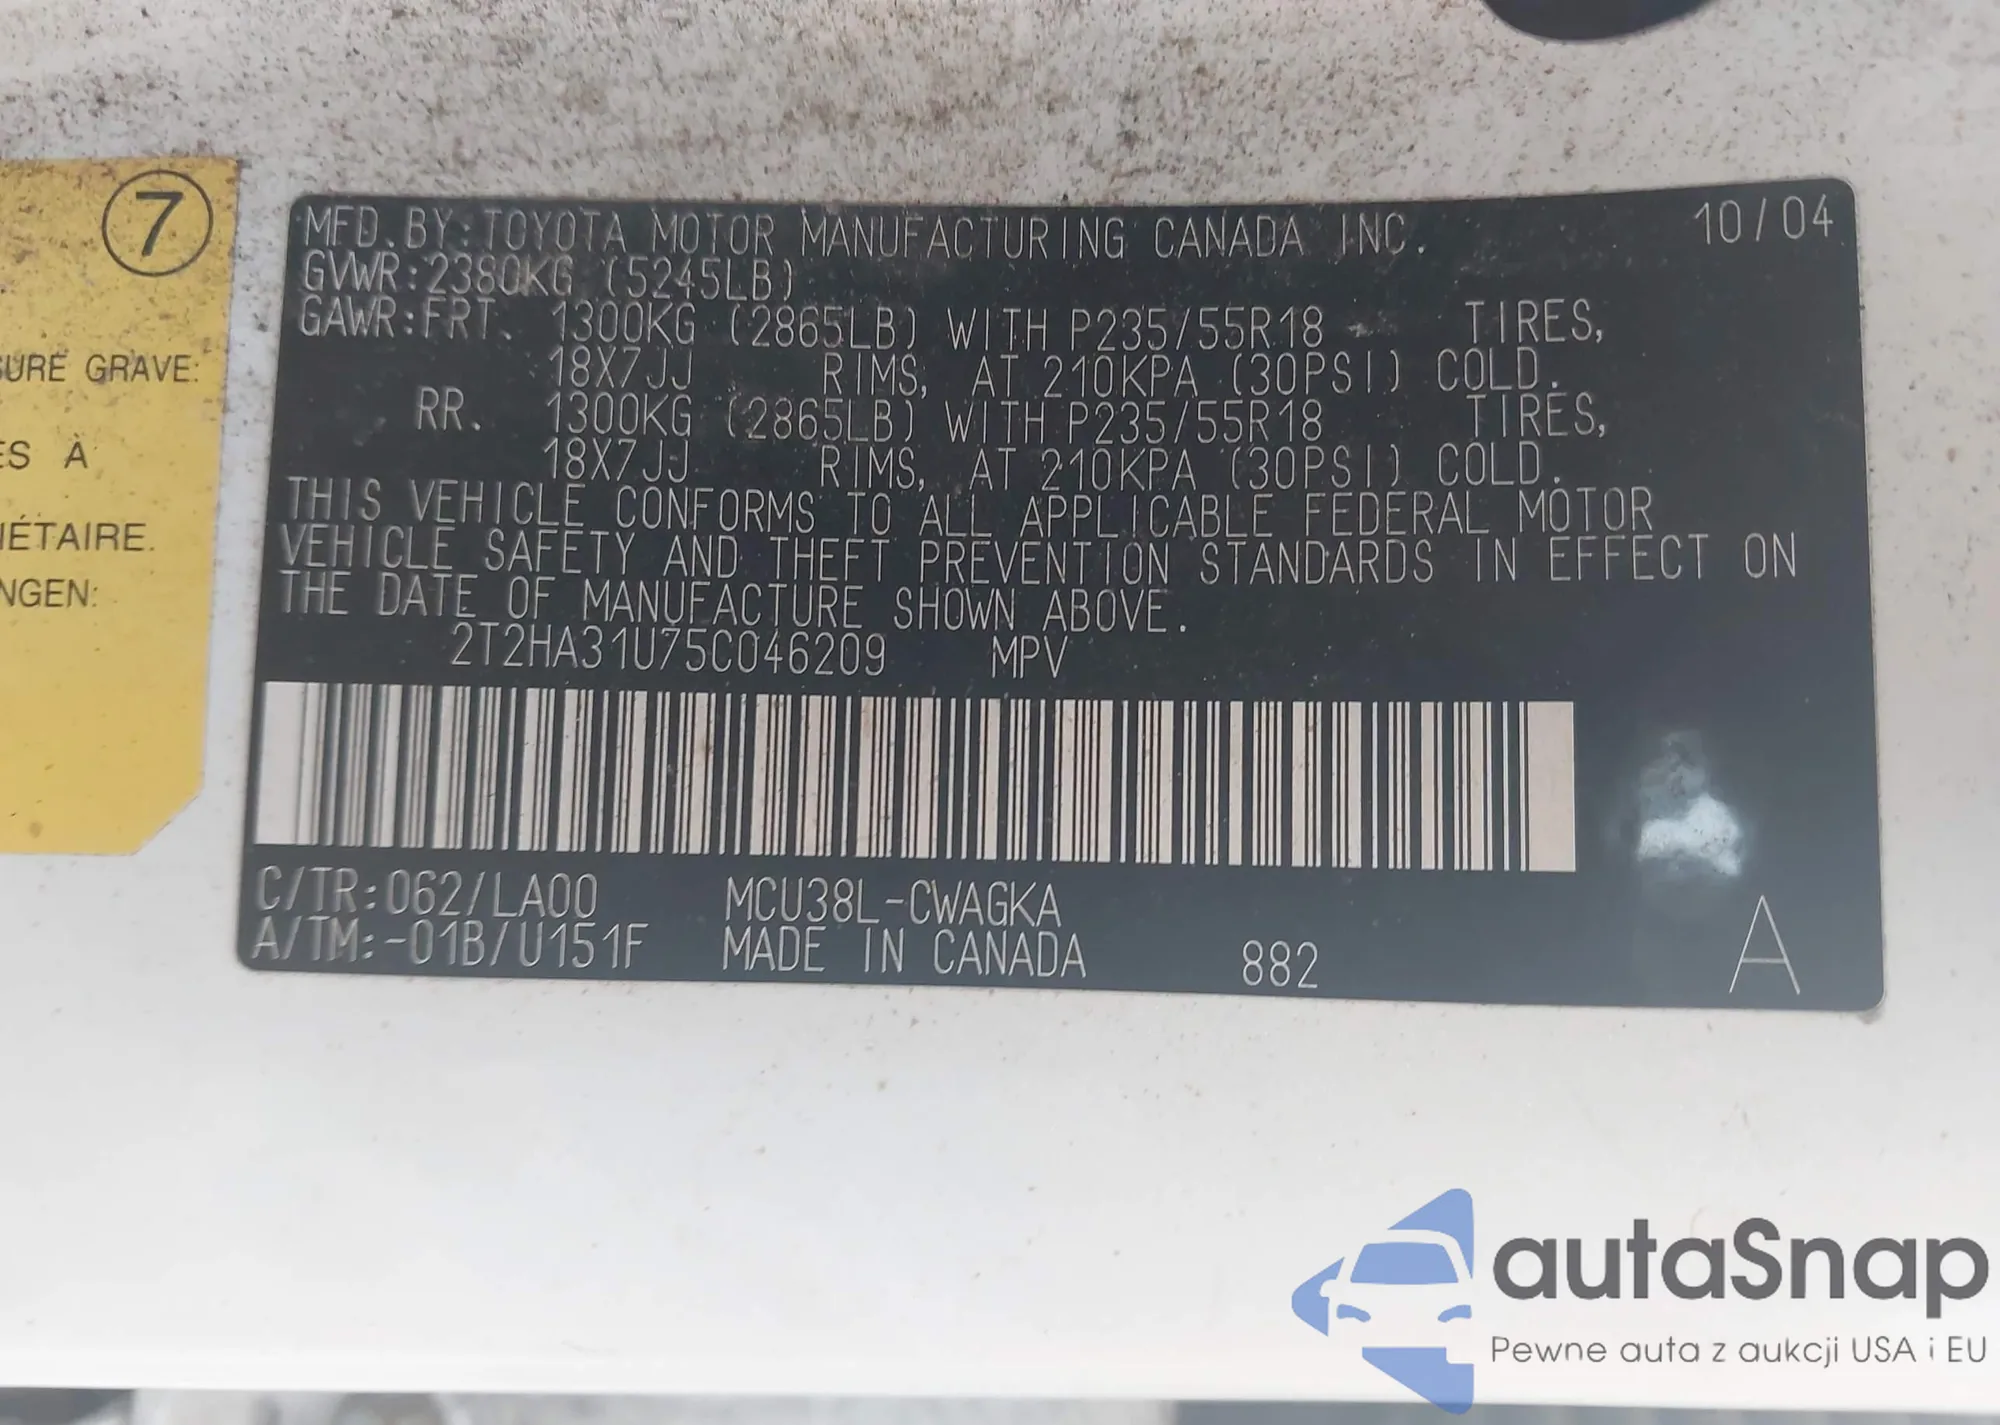 7
SURE GRAVE:
ES À
IÉTAIRE.
NGEN:
MFD. BY: TOYOTA MOTOR MANUFACTURING CANADA INC. 10/04
GVWR: 2380KG (5245LB)
GAWR: FRT. 1300KG (2865LB) WITH P235/55R18 TIRES,
18X7JJ RIMS, AT 210KPA (30PSI) COLD.
RR. 1300KG (2865LB) WITH P235/55R18 TIRES,
18X7JJ RIMS, AT 210KPA (30PSI) COLD.
THIS VEHICLE CONFORMS TO ALL APPLICABLE FEDERAL MOTOR
VEHICLE SAFETY AND THEFT PREVENTION STANDARDS IN EFFECT ON
THE DATE OF MANUFACTURE SHOWN ABOVE.
2T2HA31U75C046209 MPV
C/TR: 062/LA00 MCU38L-CWAGKA
A/TM: -01B/U151F MADE IN CANADA 882 A
autaSnap
Pewne auta z aukcji USA i EU